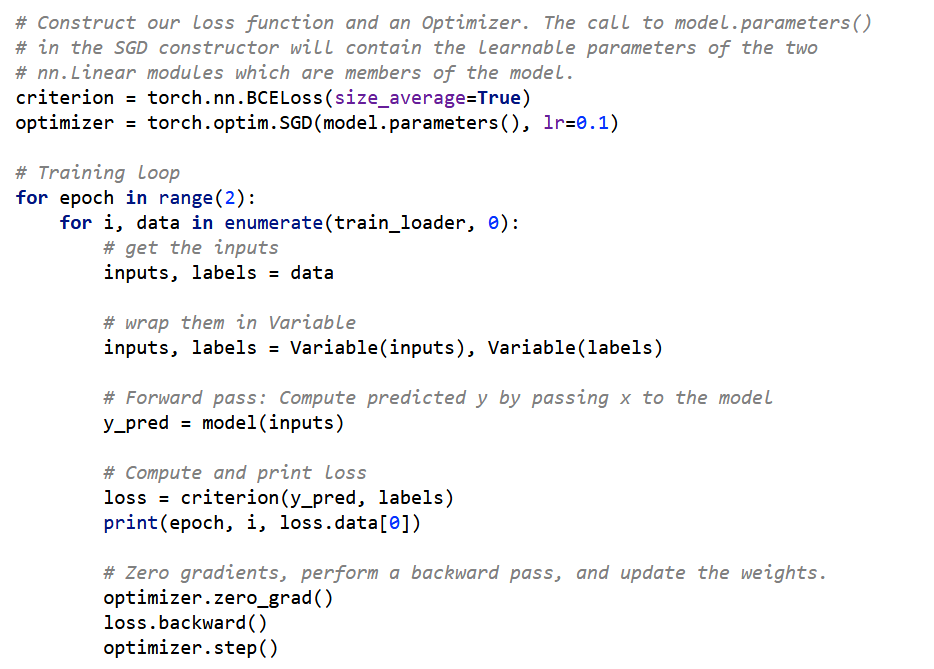 # Construct our loss function and an Optimizer. The call to model.parameters()
# in the SGD constructor will contain the learnable parameters of the two
# nn.Linear modules which are members of the model.
criterion = torch.nn.BCELoss(size_average=True)
optimizer = torch.optim.SGD(model.parameters(), lr=0.1)

# Training loop
for epoch in range(2):
    for i, data in enumerate(train_loader, 0):
        # get the inputs
        inputs, labels = data

        # wrap them in Variable
        inputs, labels = Variable(inputs), Variable(labels)

        # Forward pass: Compute predicted y by passing x to the model
        y_pred = model(inputs)

        # Compute and print loss
        loss = criterion(y_pred, labels)
        print(epoch, i, loss.data[0])

        # Zero gradients, perform a backward pass, and update the weights.
        optimizer.zero_grad()
        loss.backward()
        optimizer.step()